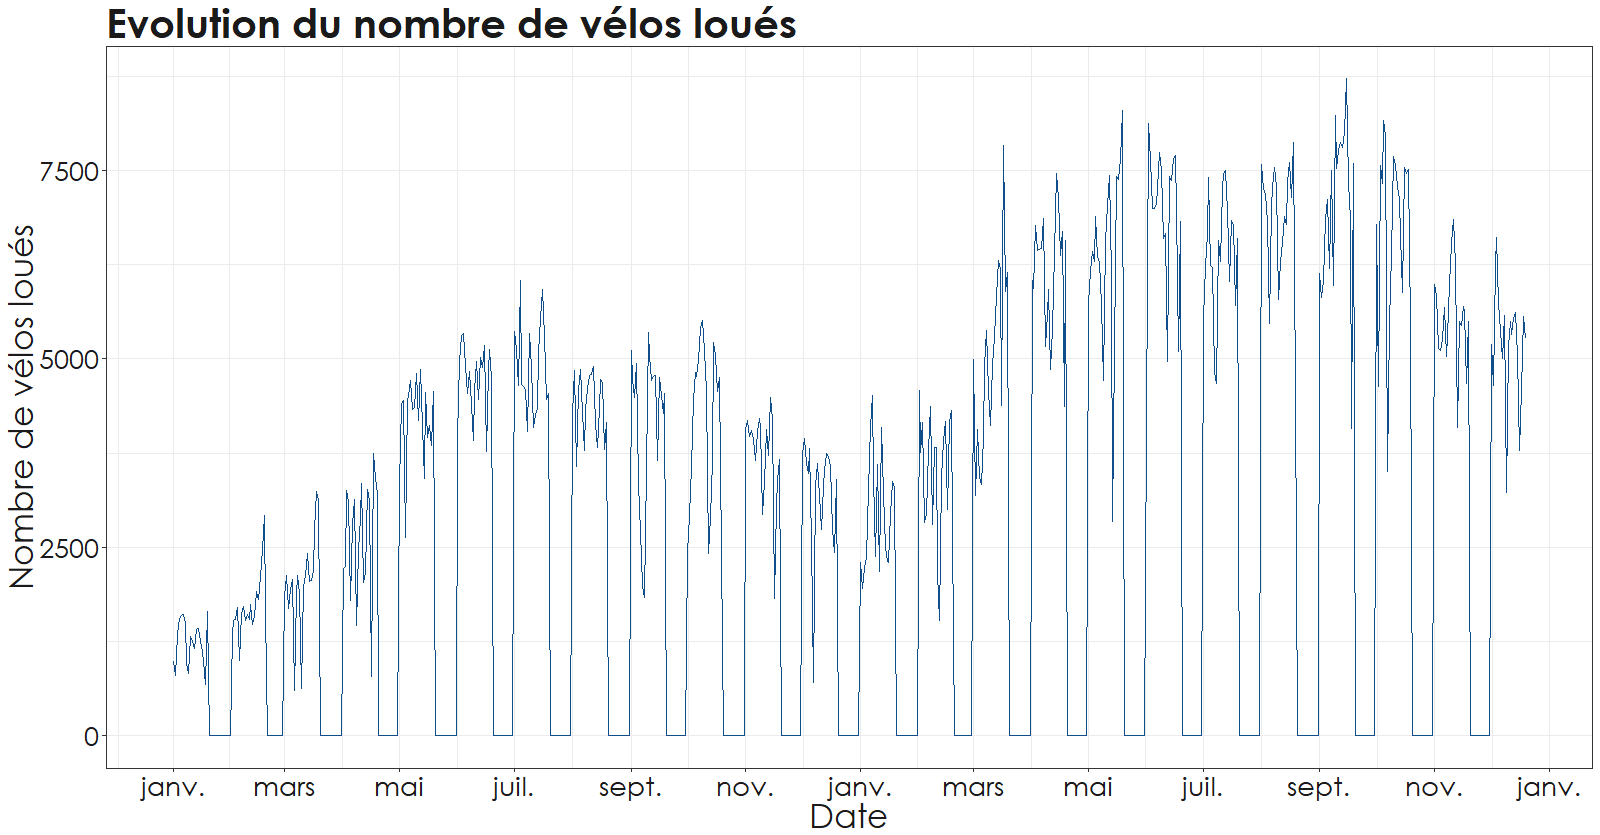 Evolution du nombre de vélos loués
Nombre de vélos loués
7500
5000
2500
0
janv. mars mai juil. sept. nov. janv. mars mai juil. sept. nov. janv.
Date